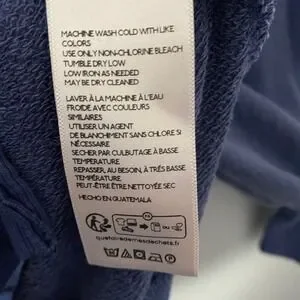 MACHINE WASH COLD WITH LIKE
COLORS
USE ONLY NON-CHLORINE BLEACH
TUMBLE DRY LOW
LOW IRON AS NEEDED
MAY BE DRY CLEANED
LAVER À LA MACHINE À L'EAU
FROIDE AVEC COULEURS
SIMILAIRES
UTILISER UN AGENT
DE BLANCHIMENT SANS CHLORE SI
NÉCESSAIRE
SÉCHER PAR CULBUTAGE À BASSE
TEMPÉRATURE
REPASSER, AU BESOIN, À TRÈS BASSE
TEMPÉRATURE
PEUT-ÊTRE ÊTRE NETTOYÉE SEC
HECHO EN GUATEMALA
FR
quefairedemesdechets.fr